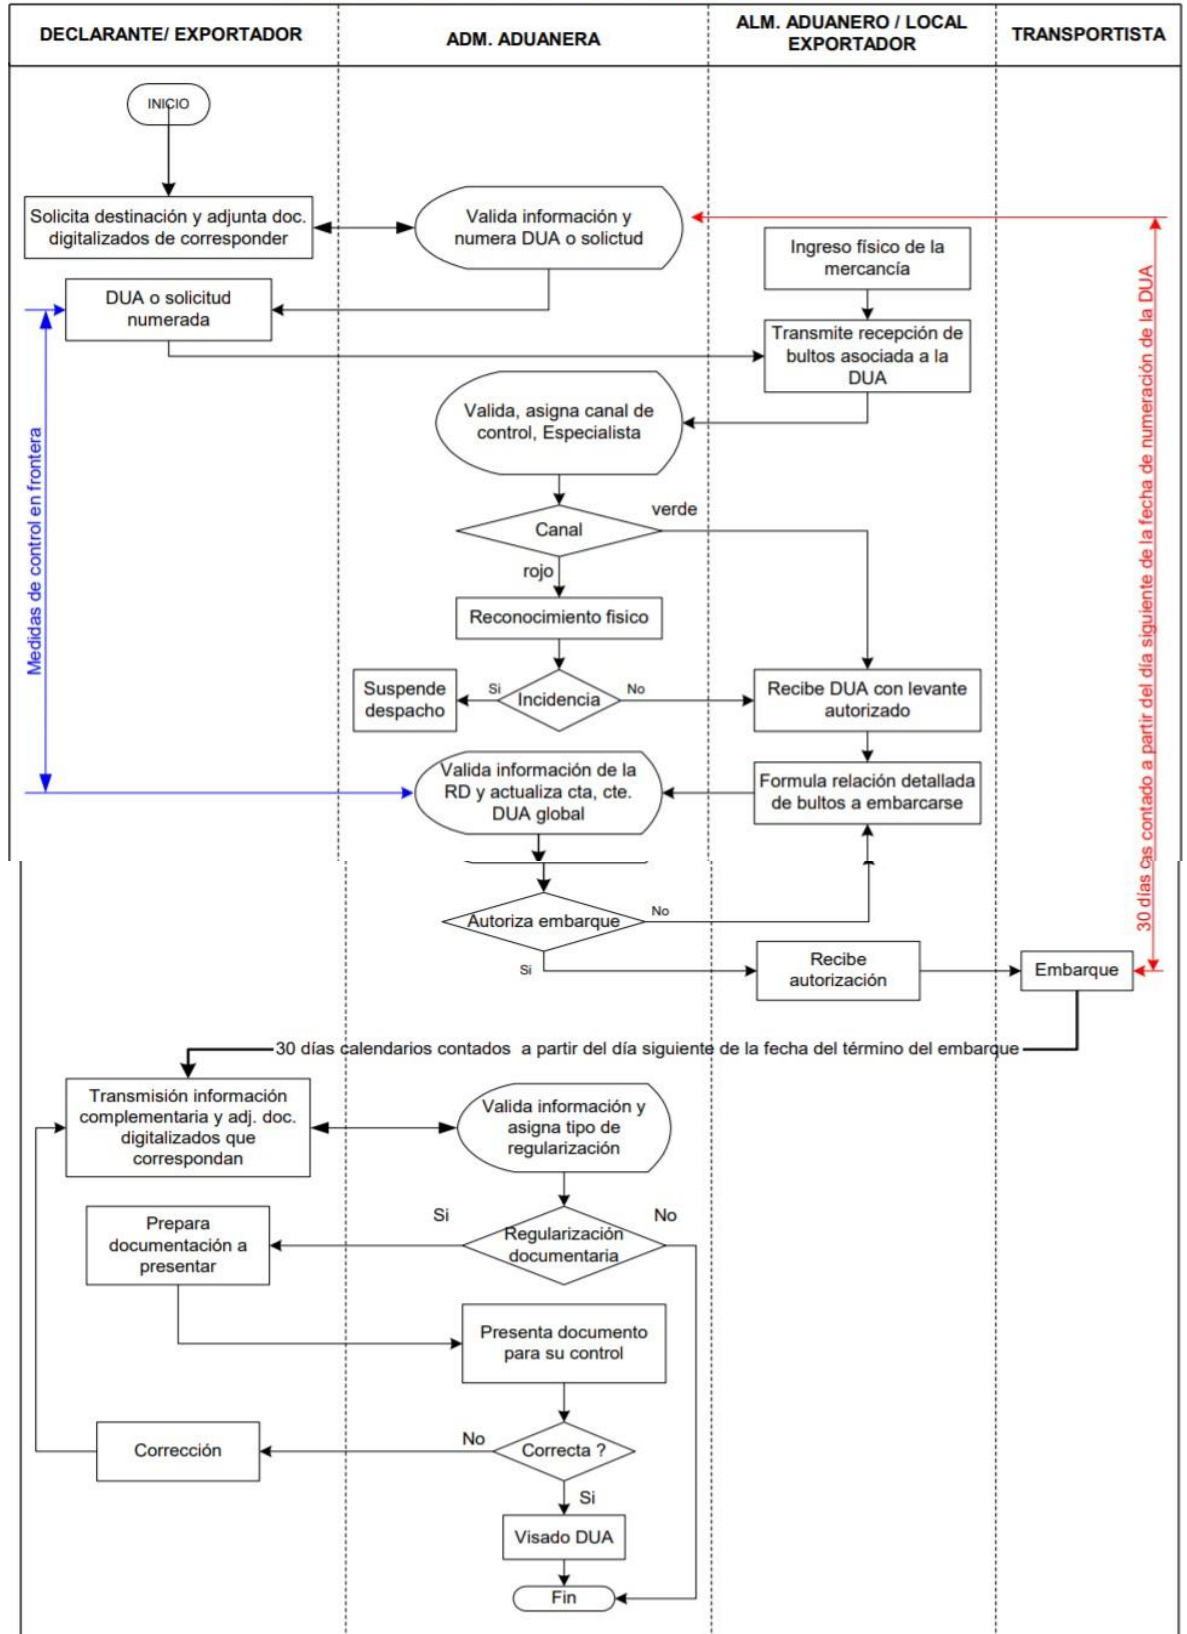 DECLARANTE/ EXPORTADOR
ADM. ADUANERA
ALM. ADUANERO / LOCAL
EXPORTADOR
TRANSPORTISTA
INICIO
Solicita destinación y adjunta doc.
digitalizados de corresponder
Valida información y
numera DUA o solictud
Ingreso físico de la
mercancía
DUA o solicitud
numerada
Transmite recepción de
bultos asociada a la
DUA
Valida, asigna canal de
control, Especialista
Canal
verde
rojo
Reconocimiento fisico
Suspende
despacho
Si
Incidencia
No
Recibe DUA con levante
autorizado
Valida información de la
RD y actualiza cta, cte.
DUA global
Formula relación detallada
de bultos a embarcarse
Medidas de control en frontera
30 días cas contado a partir del día siguiente de la fecha de numeración de la DUA
Autoriza embarque
No
Si
Recibe
autorización
Embarque
30 días calendarios contados a partir del día siguiente de la fecha del término del embarque
Transmisión información
complementaria y adj. doc.
digitalizados que
correspondan
Valida información y
asigna tipo de
regularización
Si
No
Prepara
documentación a
presentar
Regularización
documentaria
Presenta documento
para su control
Corrección
No
Correcta ?
Si
Visado DUA
Fin